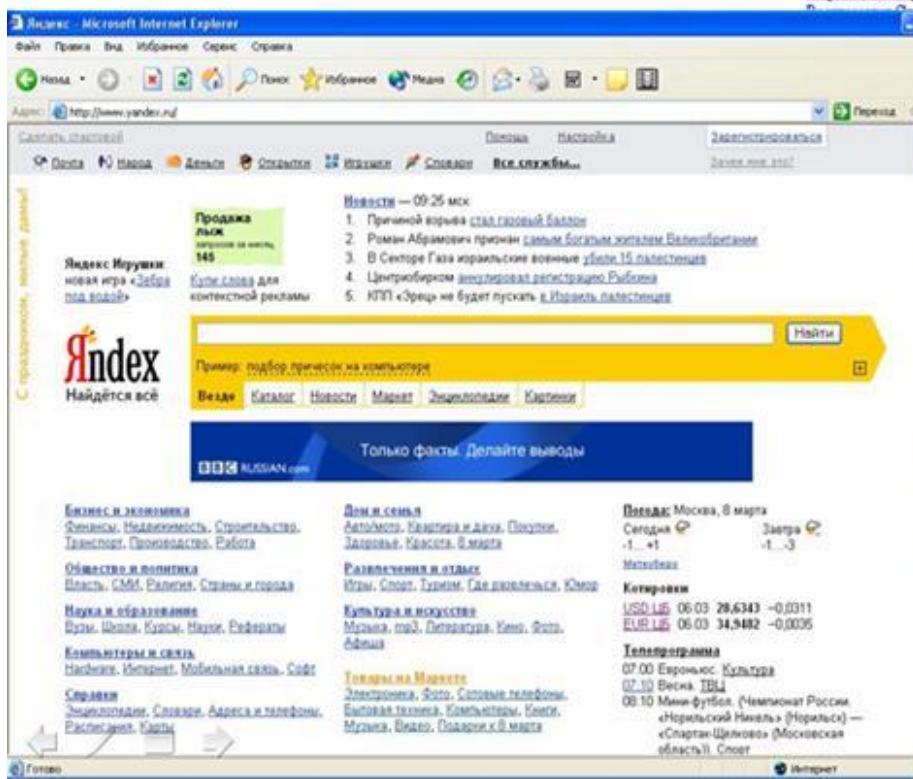 Яндекс - Microsoft Internet Explorer
Файл Правка Вид Избранное Сервис Справка
Назад Поиск Избранное Медиа
Адрес: http://www.yandex.ru/ Переход
Сделать стартовой Помощь Настройка Зарегистрироваться
Почта Народ Деньги Открытки Игрушки Словари Все службы... Зачем мне это?
С праздником, милые дамы!
Яндекс Игрушки:
новая игра «Зебра
под водой»
Продажа
лыж
запросов за месяц
145
Купи слова для
контекстной рекламы
Новости — 09:25 мск
1. Причиной взрыва стал газовый баллон
2. Роман Абрамович признан самым богатым жителем Великобритании
3. В Секторе Газа израильские военные убили 15 палестинцев
4. Центризбирком аннулировал регистрацию Рыбкина
5. КПП «Эрец» не будет пускать в Израиль палестинцев
Яndex
Найдётся всё
Найти
Пример: подбор причесок на компьютере
Везде Каталог Новости Маркет Энциклопедии Картинки
BBC RUSSIAN.com Только факты. Делайте выводы
Бизнес и экономика
Финансы, Недвижимость, Строительство,
Транспорт, Производство, Работа
Общество и политика
Власть, СМИ, Религия, Страны и города
Наука и образование
Вузы, Школа, Курсы, Науки, Рефераты
Компьютеры и связь
Hardware, Интернет, Мобильная связь, Софт
Справки
Энциклопедии, Словари, Адреса и телефоны,
Расписания, Карты
Дом и семья
Авто/мото, Квартира и дача, Покупки,
Здоровье, Красота, 8 марта
Развлечения и отдых
Игры, Спорт, Туризм, Где развлечься, Юмор
Культура и искусство
Музыка, mp3, Литература, Кино, Фото,
Афиша
Товары на Маркете
Электроника, Фото, Сотовые телефоны,
Бытовая техника, Компьютеры, Книги,
Музыка, Видео, Подарки к 8 марта
Погода: Москва, 8 марта
Сегодня Завтра
-1...+1 -1...-3
Котировки
USD ЦБ 06.03 28,6343 −0,0311
EUR ЦБ 06.03 34,9482 −0,0035
Телепрограмма
07:00 Евроньюс. Культура
07:10 Весна. ТВЦ
08:10 Мини-футбол. (Чемпионат России.
«Норильский Никель» (Норильск) —
«Спартак-Щелково» (Московская
область)). Спорт
Готово Интернет